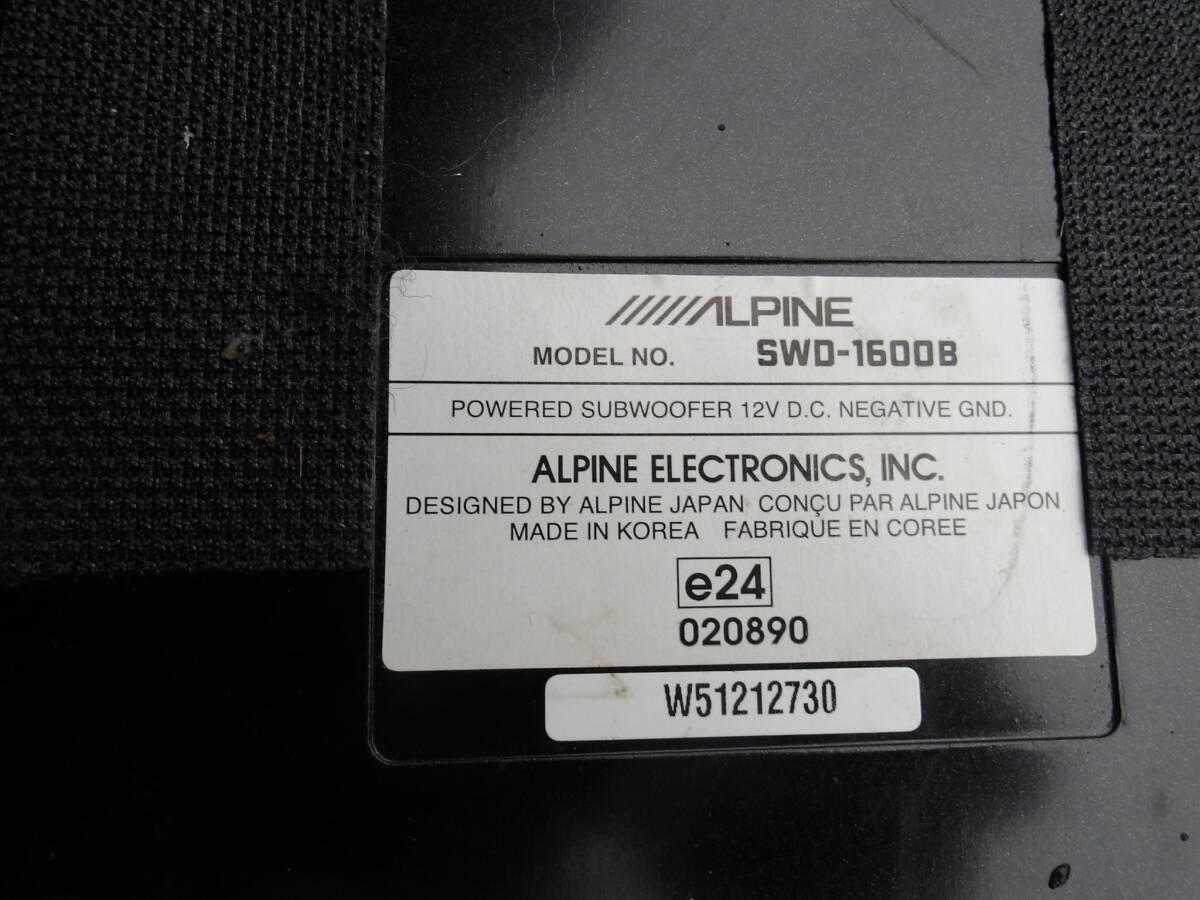 ALPINE
MODEL NO. SWD-1600B
POWERED SUBWOOFER 12V D.C. NEGATIVE GND.
ALPINE ELECTRONICS, INC.
DESIGNED BY ALPINE JAPAN CONÇU PAR ALPINE JAPON
MADE IN KOREA FABRIQUE EN COREE
e24
020890
W51212730